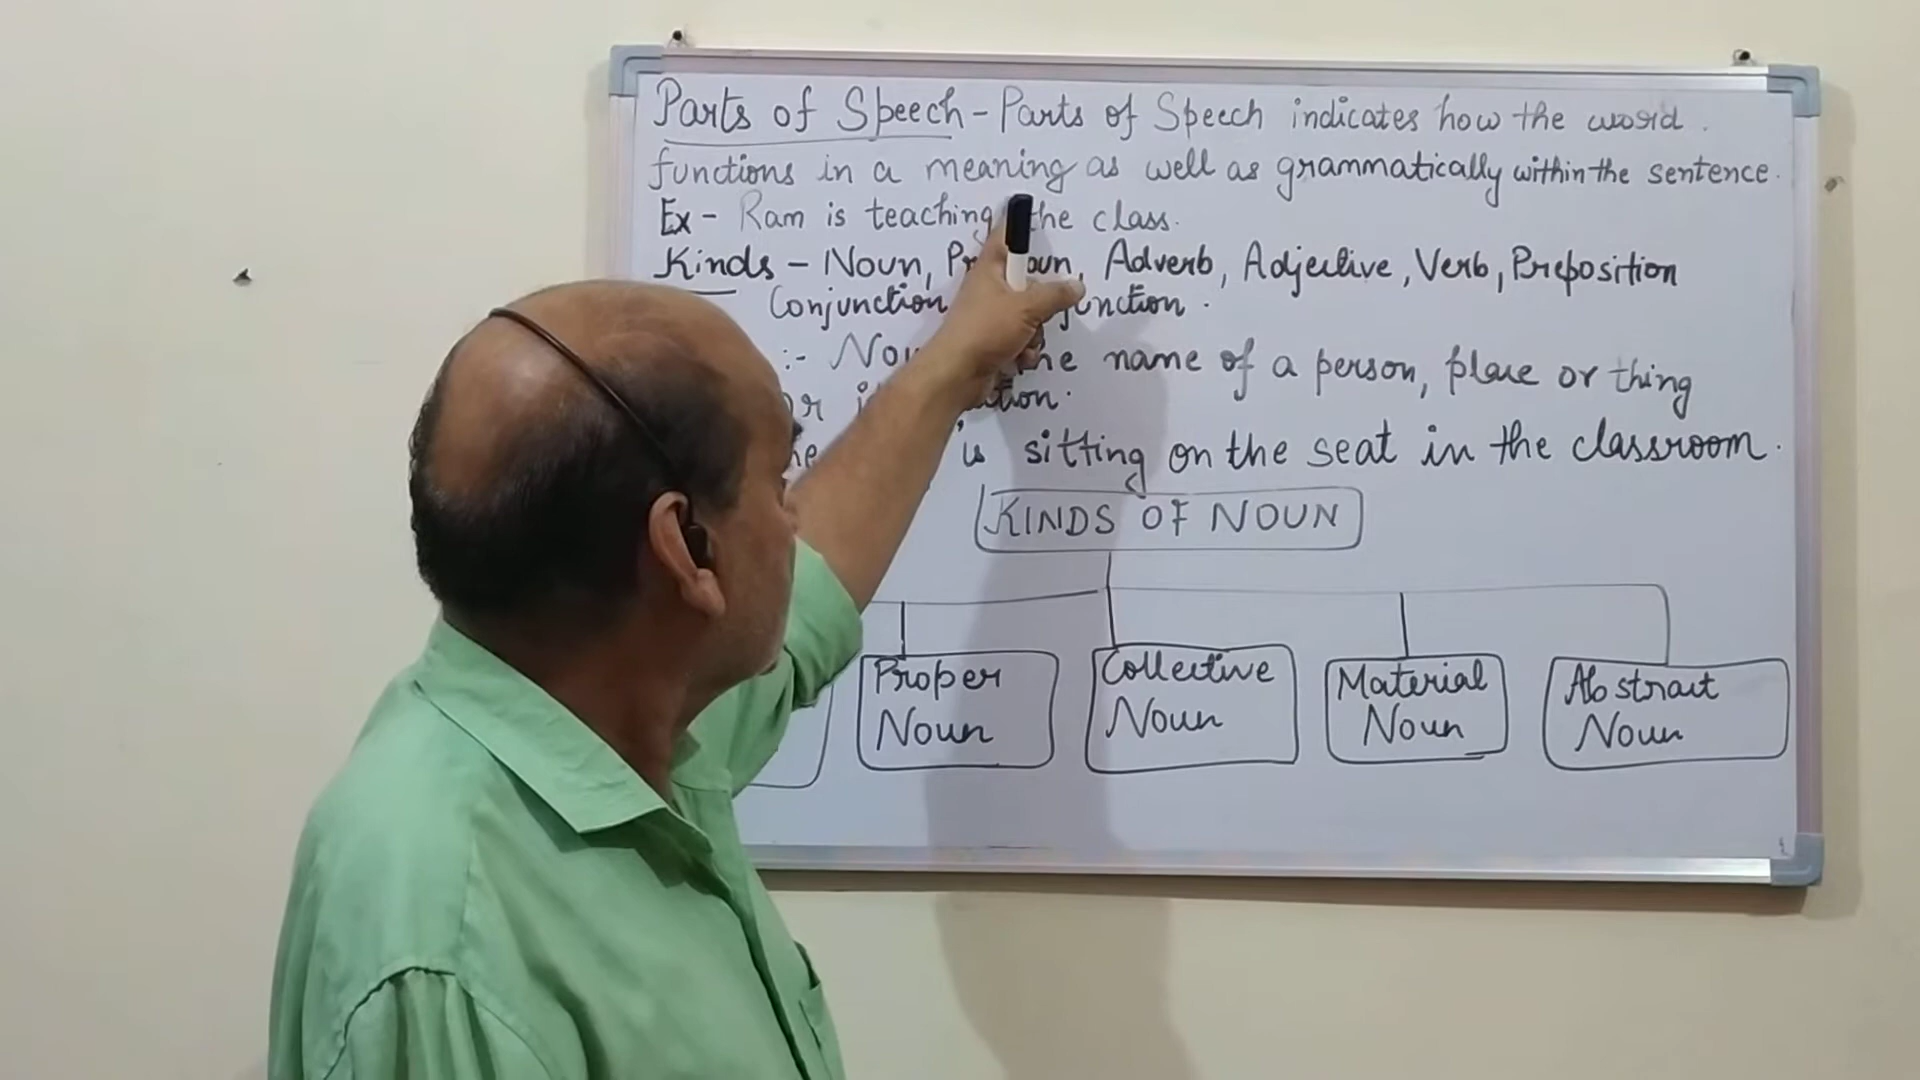 Parts of Speech - Parts of Speech indicates how the word.
functions in a meaning as well as grammatically within the sentence.
Ex - Ram is teaching the class.
Kinds - Noun, Adverb, Adjective, Verb, Preposition
Conjunction
:- name of a person, place or thing
is sitting on the seat in the classroom.
KINDS OF NOUN
Proper Noun
Collective Noun
Material Noun
Abstract Noun